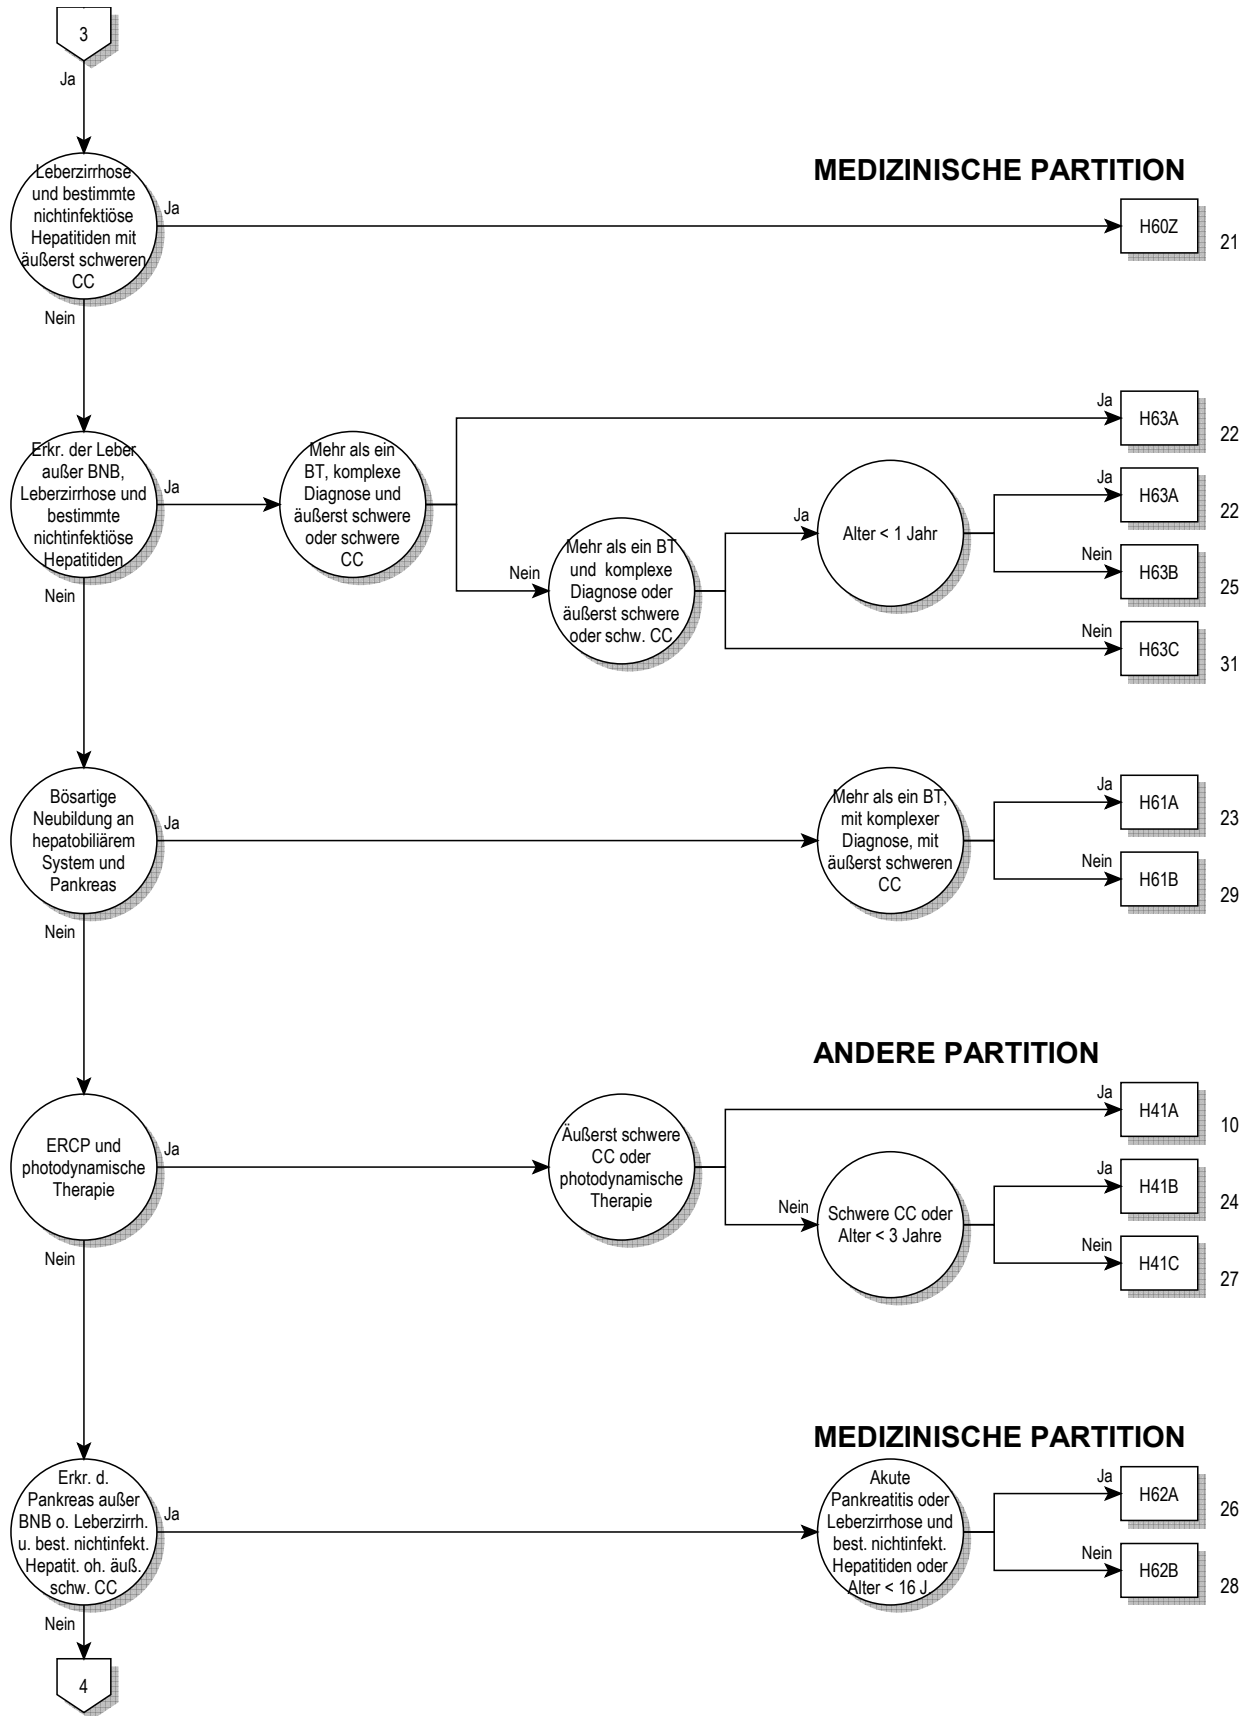 3
Ja
MEDIZINISCHE PARTITION
Leberzirrhose
und bestimmte
nichtinfektiöse
Hepatitiden mit
äußerst schweren
CC
Ja
H60Z
21
Nein
Erkr. der Leber
außer BNB,
Leberzirrhose und
bestimmte
nichtinfektiöse
Hepatitiden
Ja
Mehr als ein
BT, komplexe
Diagnose und
äußerst schwere
oder schwere
CC
Ja
H63A
22
Nein
Mehr als ein BT
und komplexe
Diagnose oder
äußerst schwere
oder schw. CC
Ja
Alter < 1 Jahr
Ja
H63A
22
Nein
H63B
25
Nein
H63C
31
Nein
Bösartige
Neubildung an
hepatobiliärem
System und
Pankreas
Ja
Mehr als ein BT,
mit komplexer
Diagnose, mit
äußerst schweren
CC
Ja
H61A
23
Nein
H61B
29
Nein
ANDERE PARTITION
ERCP und
photodynamische
Therapie
Ja
Äußerst schwere
CC oder
photodynamische
Therapie
Ja
H41A
10
Nein
Schwere CC oder
Alter < 3 Jahre
Ja
H41B
24
Nein
H41C
27
Nein
MEDIZINISCHE PARTITION
Erkr. d.
Pankreas außer
BNB o. Leberzirrh.
u. best. nichtinfekt.
Hepatit. oh. äuß.
schw. CC
Ja
Akute
Pankreatitis oder
Leberzirrhose und
best. nichtinfekt.
Hepatitiden oder
Alter < 16 J.
Ja
H62A
26
Nein
H62B
28
Nein
4